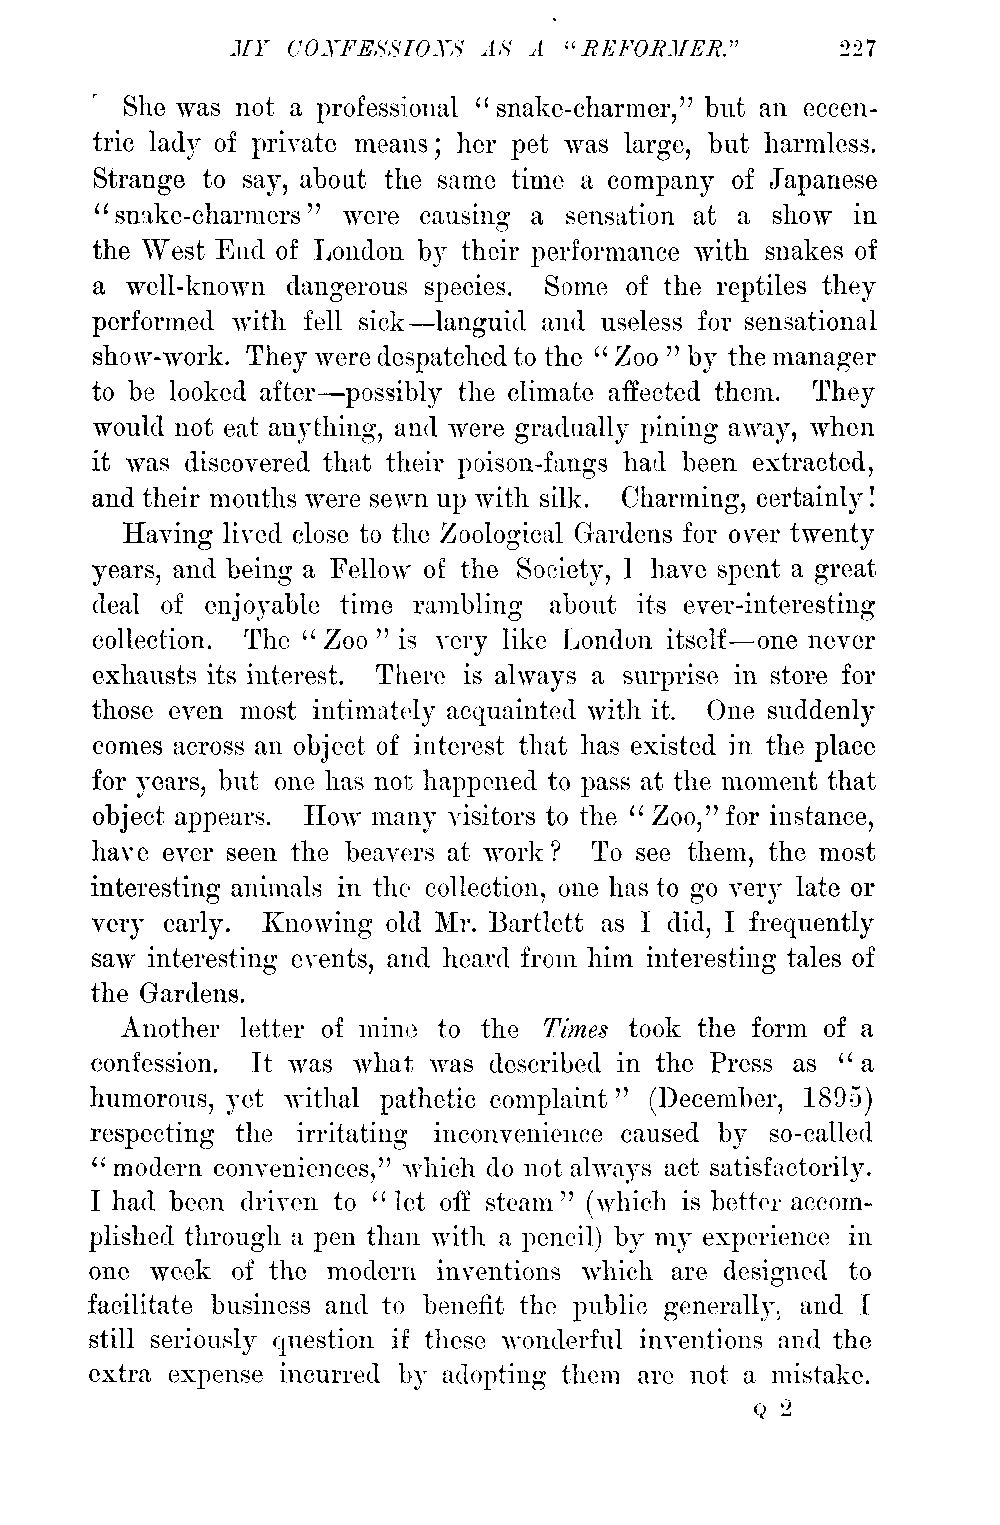 MY CONFESSIONS AS A “REFORMER.” 227
She was not a professional “snake-charmer,” but an eccen-
tric lady of private means; her pet was large, but harmless.
Strange to say, about the same time a company of Japanese
“snake-charmers” were causing a sensation at a show in
the West End of London by their performance with snakes of
a well-known dangerous species. Some of the reptiles they
performed with fell sick—languid and useless for sensational
show-work. They were despatched to the “Zoo” by the manager
to be looked after—possibly the climate affected them. They
would not eat anything, and were gradually pining away, when
it was discovered that their poison-fangs had been extracted,
and their mouths were sewn up with silk. Charming, certainly!
Having lived close to the Zoological Gardens for over twenty
years, and being a Fellow of the Society, I have spent a great
deal of enjoyable time rambling about its ever-interesting
collection. The “Zoo” is very like London itself—one never
exhausts its interest. There is always a surprise in store for
those even most intimately acquainted with it. One suddenly
comes across an object of interest that has existed in the place
for years, but one has not happened to pass at the moment that
object appears. How many visitors to the “Zoo,” for instance,
have ever seen the beavers at work? To see them, the most
interesting animals in the collection, one has to go very late or
very early. Knowing old Mr. Bartlett as I did, I frequently
saw interesting events, and heard from him interesting tales of
the Gardens.
Another letter of mine to the Times took the form of a
confession. It was what was described in the Press as “a
humorous, yet withal pathetic complaint” (December, 1895)
respecting the irritating inconvenience caused by so-called
“modern conveniences,” which do not always act satisfactorily.
I had been driven to “let off steam” (which is better accom-
plished through a pen than with a pencil) by my experience in
one week of the modern inventions which are designed to
facilitate business and to benefit the public generally, and I
still seriously question if these wonderful inventions and the
extra expense incurred by adopting them are not a mistake.
Q 2